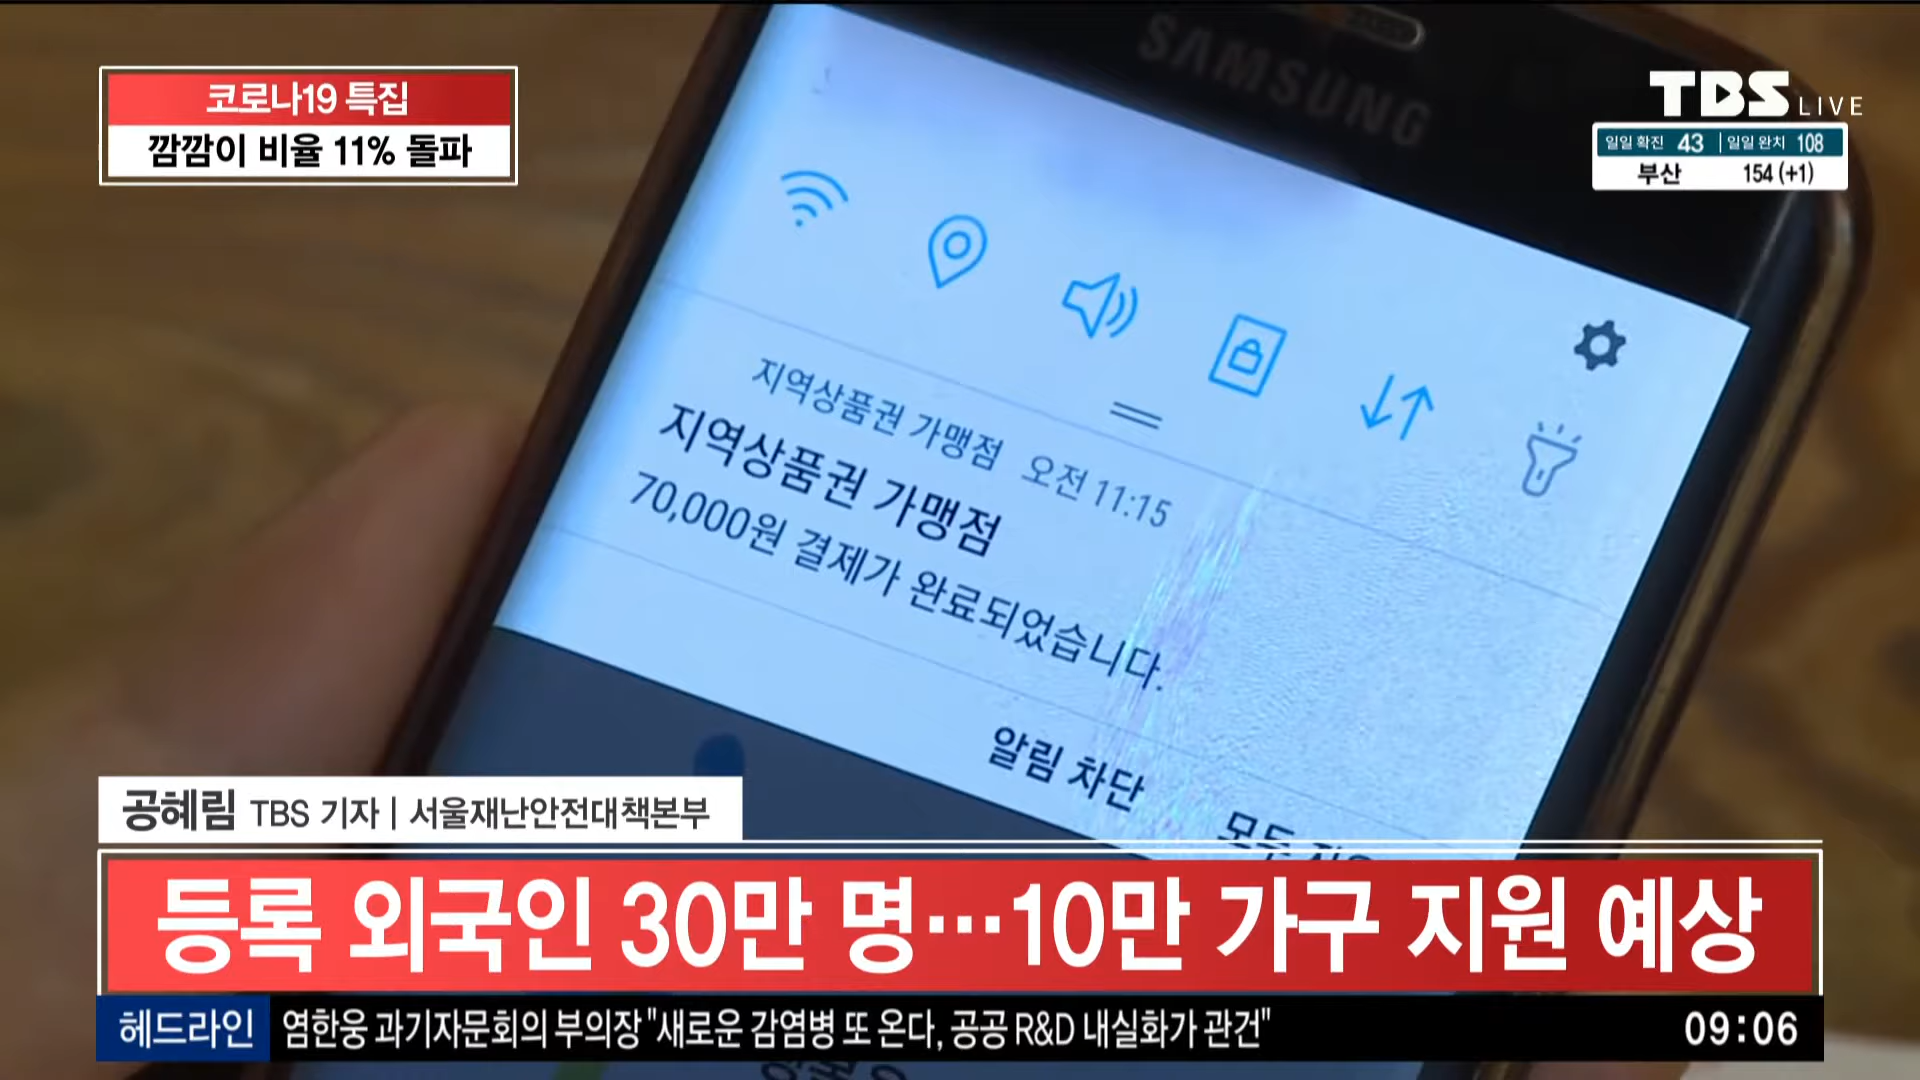 코로나19 특집
깜깜이 비율 11% 돌파
TBS LIVE
일일 확진 43 | 일일 완치 108
부산 154 (+1)
SAMSUNG
지역상품권 가맹점 오전 11:15
지역상품권 가맹점
70,000원 결제가 완료되었습니다.
알림 차단
모두
공혜림 TBS 기자 | 서울재난안전대책본부
등록 외국인 30만 명…10만 가구 지원 예상
헤드라인 염한웅 과기자문회의 부의장 "새로운 감염병 또 온다, 공공 R&D 내실화가 관건" 09:06